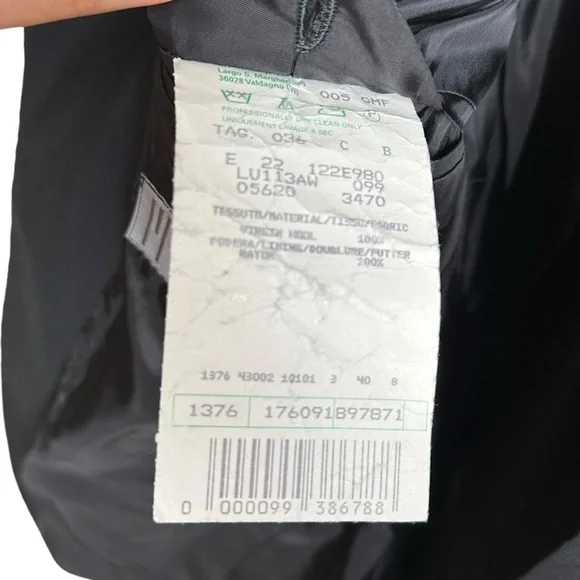 Largo S. Margherita
36078 Valdagno (VI)
005 GMF
PROFESSIONALLY DRY CLEAN ONLY
UNIQUEMENT LAVAGE A SEC
TAG. 036 C B
E 22 122E980
LU113AW 099
05620 3470
TESSUTO/MATERIAL/TISSU/FABRIC
VIRGIN WOOL 100%
FODERA/LINING/DOUBLURE/FUTTER
RAYON 100%
1376 43002 10101 3 40 8
1376 176091897871
0 000099 386788